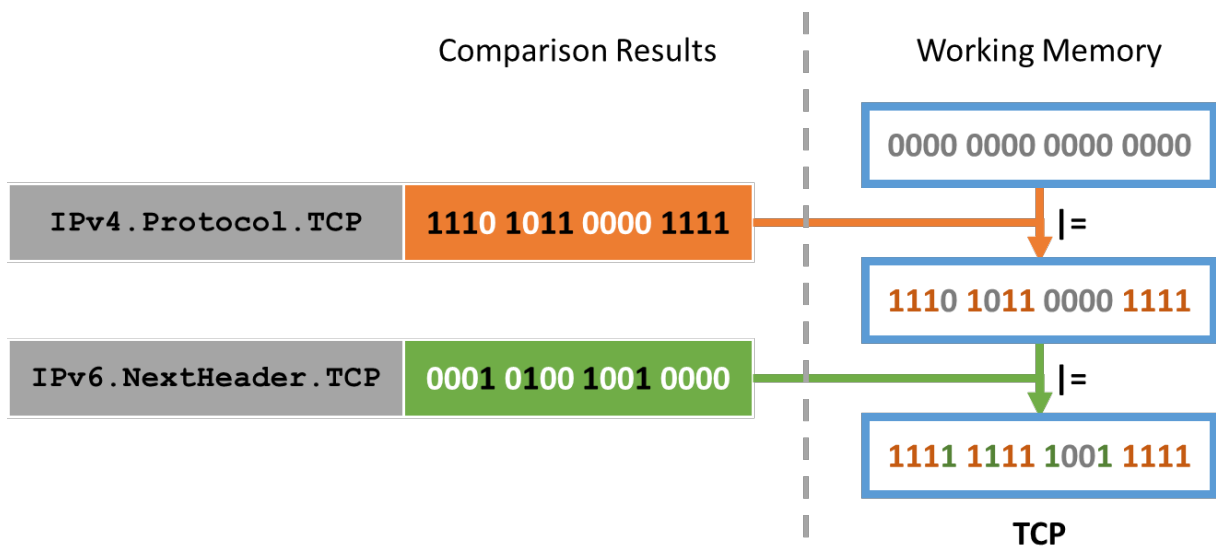 Comparison Results
Working Memory
0000 0000 0000 0000
IPv4.Protocol.TCP
1110 1011 0000 1111
|=
1110 1011 0000 1111
IPv6.NextHeader.TCP
0001 0100 1001 0000
|=
1111 1111 1001 1111
TCP